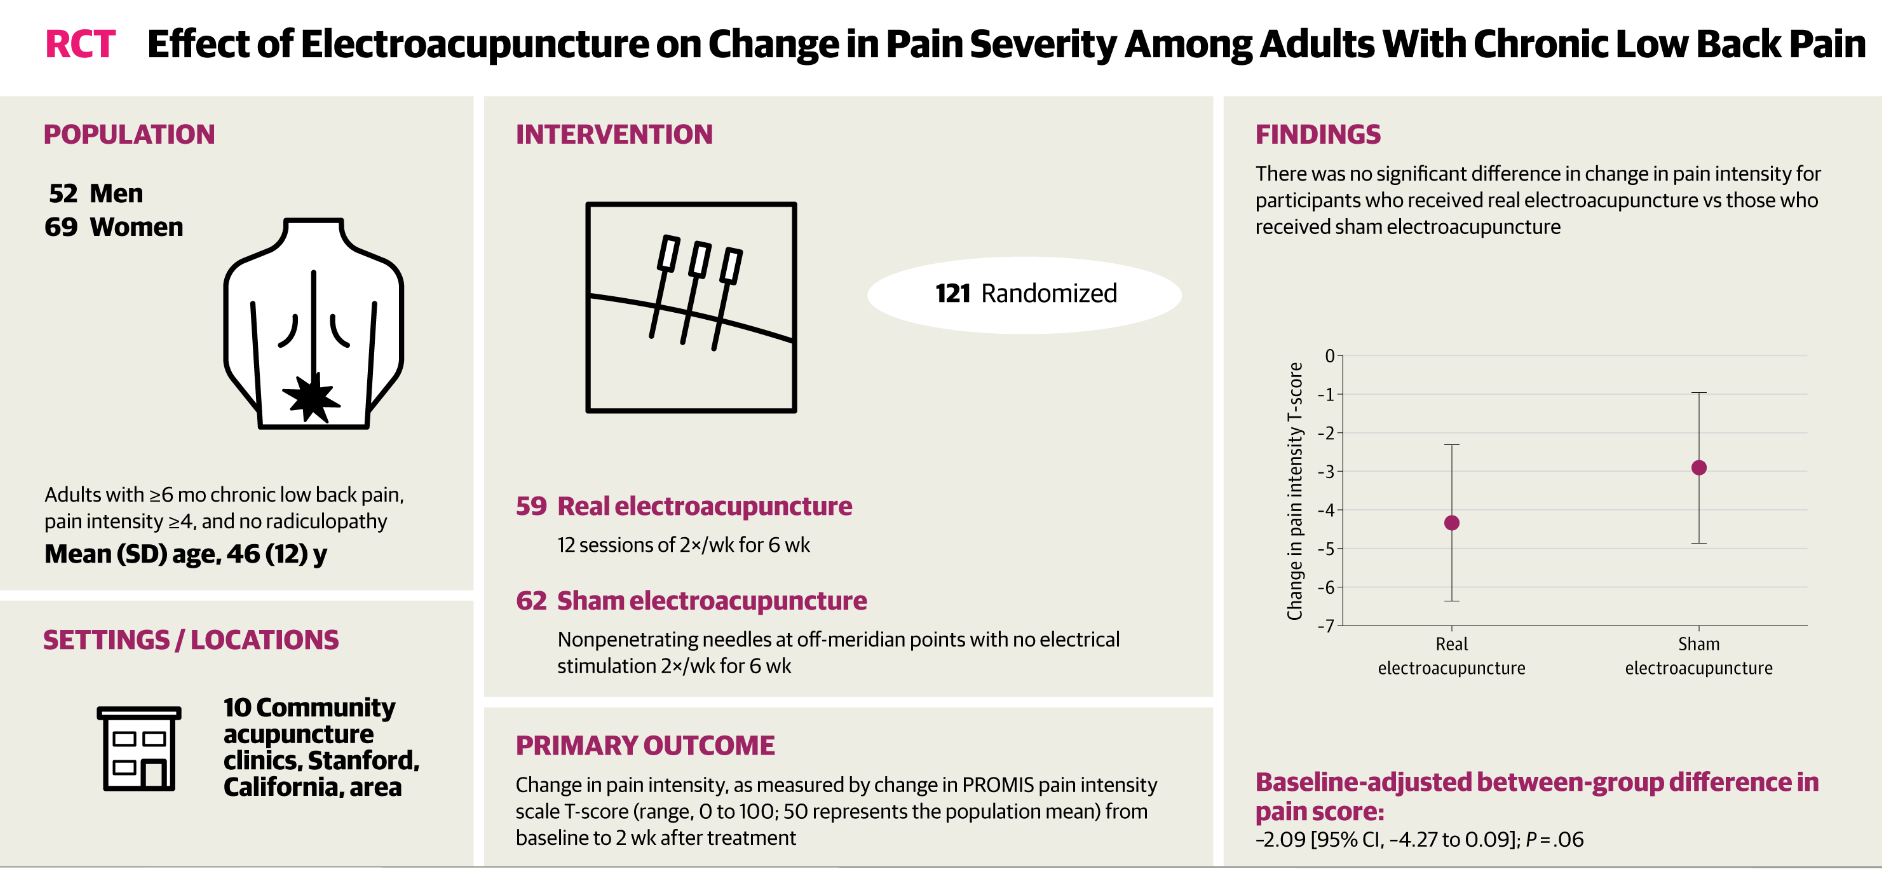 RCT Effect of Electroacupuncture on Change in Pain Severity Among Adults With Chronic Low Back Pain
POPULATION
52 Men
69 Women
Adults with ≥6 mo chronic low back pain,
pain intensity ≥4, and no radiculopathy
Mean (SD) age, 46 (12) y
SETTINGS / LOCATIONS
10 Community
acupuncture
clinics, Stanford,
California, area
INTERVENTION
121 Randomized
59 Real electroacupuncture
12 sessions of 2×/wk for 6 wk
62 Sham electroacupuncture
Nonpenetrating needles at off-meridian points with no electrical
stimulation 2×/wk for 6 wk
PRIMARY OUTCOME
Change in pain intensity, as measured by change in PROMIS pain intensity
scale T-score (range, 0 to 100; 50 represents the population mean) from
baseline to 2 wk after treatment
FINDINGS
There was no significant difference in change in pain intensity for
participants who received real electroacupuncture vs those who
received sham electroacupuncture
Change in pain intensity T-score
0
-1
-2
-3
-4
-5
-6
-7
Real
electroacupuncture
Sham
electroacupuncture
Baseline-adjusted between-group difference in
pain score:
−2.09 [95% CI, −4.27 to 0.09]; P = .06